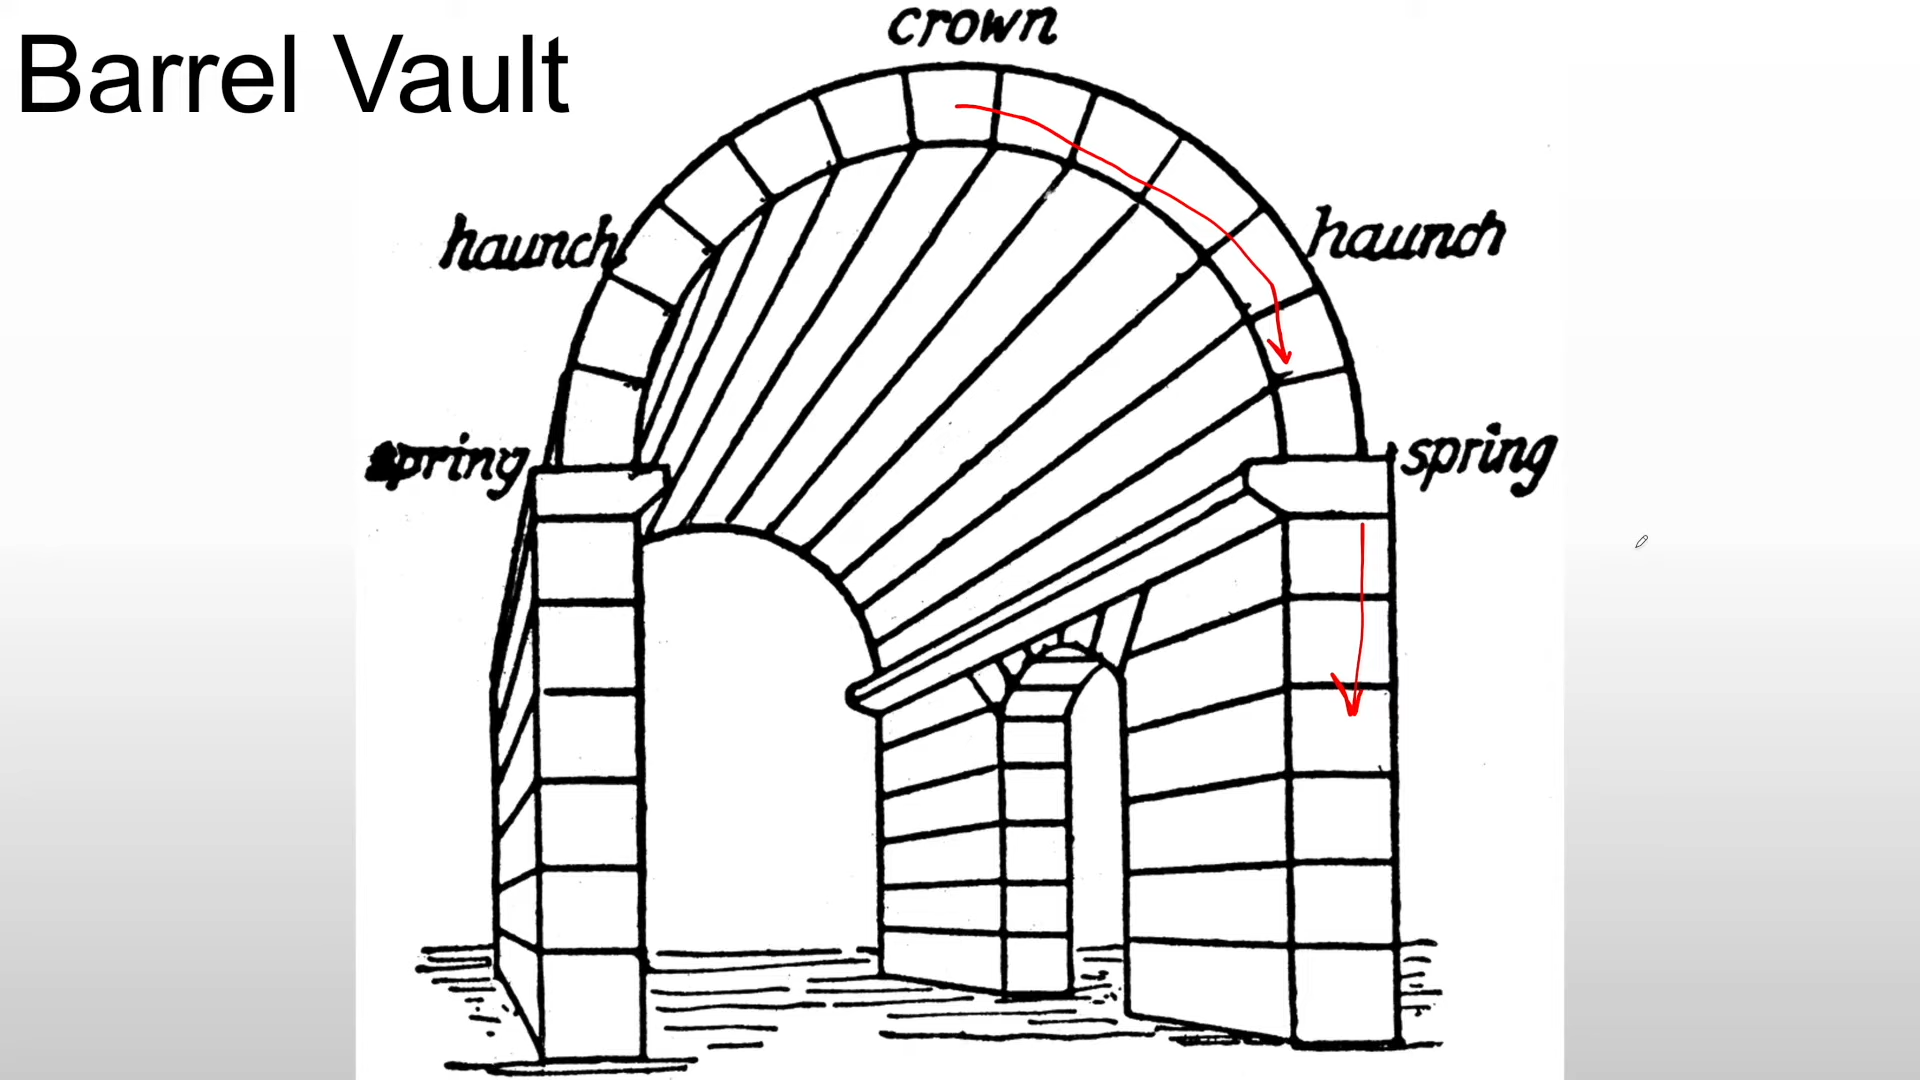 Barrel Vault
crown
haunch
haunch
spring
spring